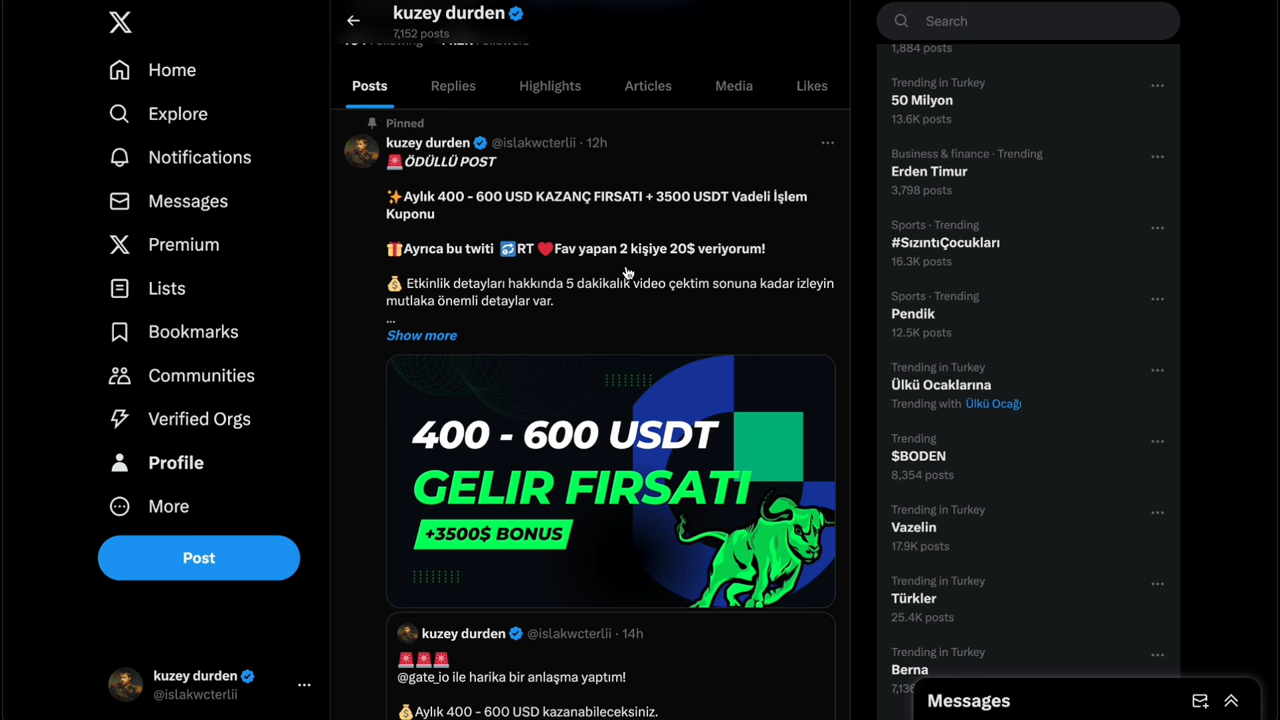 Home
Explore
Notifications
Messages
Premium
Lists
Bookmarks
Communities
Verified Orgs
Profile
More
Post
kuzey durden
@islakwcterlii
kuzey durden
7,152 posts
Posts Replies Highlights Articles Media Likes
Pinned
kuzey durden @islakwcterlii · 12h
🚨ÖDÜLLÜ POST
✨Aylık 400 - 600 USD KAZANÇ FIRSATI + 3500 USDT Vadeli İşlem
Kuponu
🎁Ayrıca bu twiti 🔁RT ❤️Fav yapan 2 kişiye 20$ veriyorum!
💰 Etkinlik detayları hakkında 5 dakikalık video çektim sonuna kadar izleyin
mutlaka önemli detaylar var.
...
Show more
400 - 600 USDT
GELIR FIRSATI
+3500$ BONUS
kuzey durden @islakwcterlii · 14h
🚨🚨🚨
@gate_io ile harika bir anlaşma yaptım!
💰Aylık 400 - 600 USD kazanabileceksiniz.
Search
1,884 posts
Trending in Turkey
50 Milyon
13.6K posts
Business & finance · Trending
Erden Timur
3,798 posts
Sports · Trending
#SızıntıÇocukları
16.3K posts
Sports · Trending
Pendik
12.5K posts
Trending in Turkey
Ülkü Ocaklarına
Trending with Ülkü Ocağı
Trending
$BODEN
8,354 posts
Trending in Turkey
Vazelin
17.9K posts
Trending in Turkey
Türkler
25.4K posts
Trending in Turkey
Berna
Messages